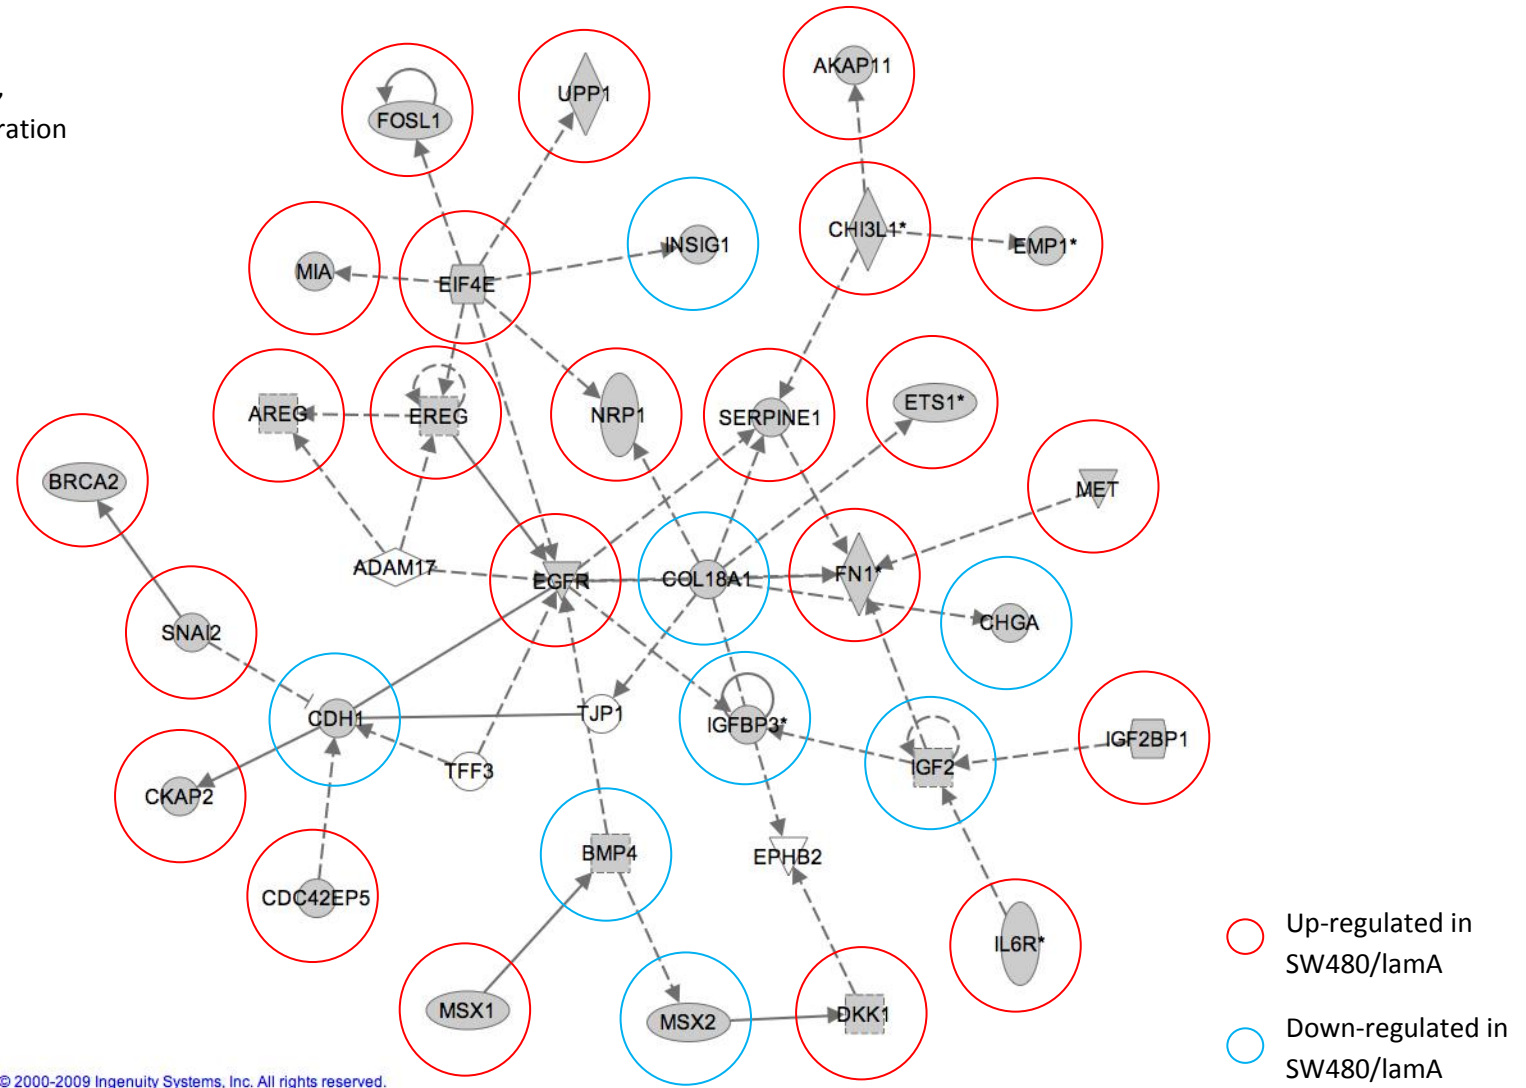 AKAP11
UPP1
FOSL1
ration
CHI3L1*
EMP1*
INSIG1
MIA
EIF4E
ETS1*
AREG
EREG
NRP1
SERPINE1
BRCA2
MET
ADAM17
EGFR
COL18A1
FN1*
CHGA
SNAI2
CDH1
TJP1
IGFBP3*
IGF2BP1
TFF3
IGF2
CKAP2
BMP4
EPHB2
CDC42EP5
IL6R*
MSX1
MSX2
DKK1
Up-regulated in
SW480/lamA
Down-regulated in
SW480/lamA
© 2000-2009 Ingenuity Systems, Inc. All rights reserved.